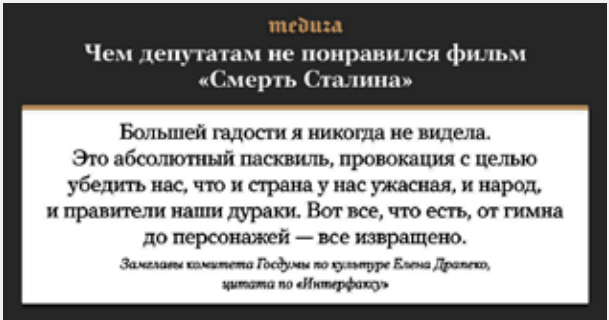 meduza
Чем депутатам не понравился фильм
«Смерть Сталина»
Большей гадости я никогда не видела.
Это абсолютный пасквиль, провокация с целью
убедить нас, что и страна у нас ужасная, и народ,
и правители наши дураки. Вот все, что есть, от гимна
до персонажей — все извращено.
Замглавы комитета Госдумы по культуре Елена Драпеко,
цитата по «Интерфаксу»